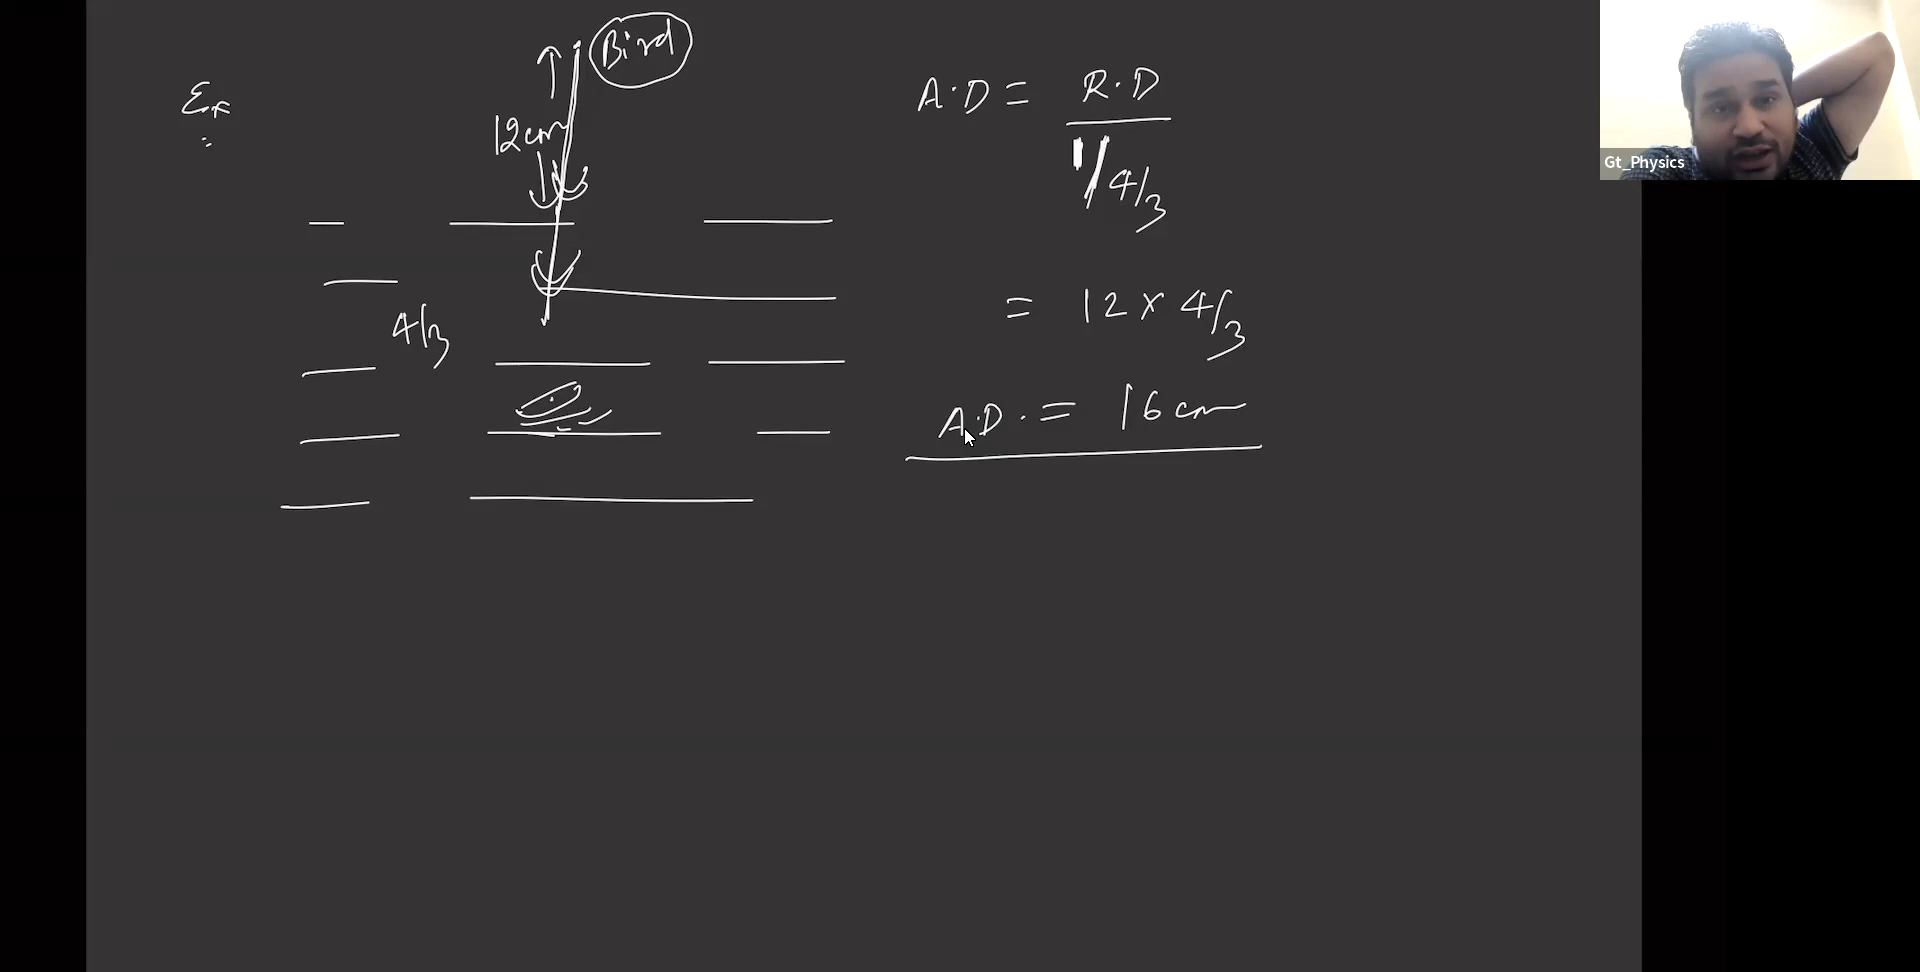 Ex
Bird
12cm
4/3
A.D = R.D
1/4/3
= 12 x 4/3
A.D. = 16 cm
Gt_Physics